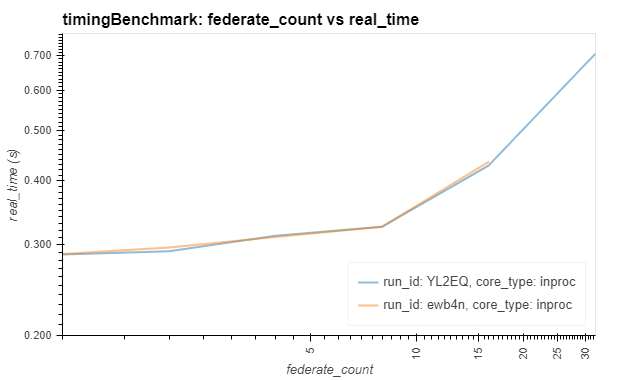 timingBenchmark: federate_count vs real_time
0.700
0.600
0.500
0.400
0.300
0.200
real_time (s)
run_id: YL2EQ, core_type: inproc
run_id: ewb4n, core_type: inproc
5
10
15
20
25
30
federate_count